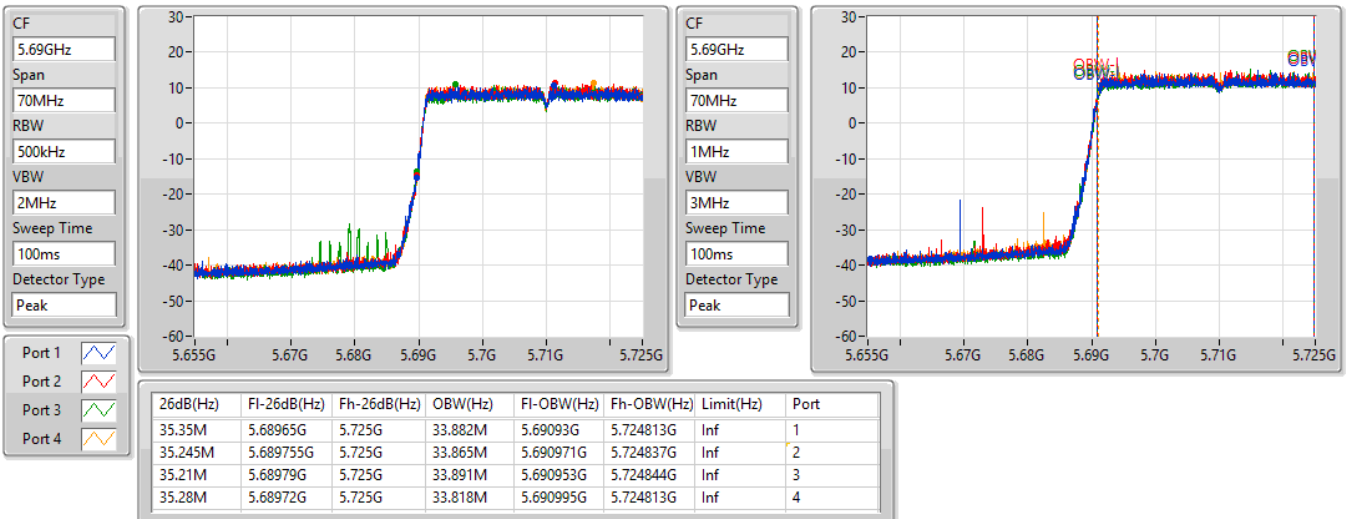 CF
5.69GHz
Span
70MHz
RBW
500kHz
VBW
2MHz
Sweep Time
100ms
Detector Type
Peak
30
20
10
0
-10
-20
-30
-40
-50
-60
5.655G 5.67G 5.68G 5.69G 5.7G 5.71G 5.725G
CF
5.69GHz
Span
70MHz
RBW
1MHz
VBW
3MHz
Sweep Time
100ms
Detector Type
Peak
30
20
10
0
-10
-20
-30
-40
-50
-60
OBW-l
5.655G 5.67G 5.68G 5.69G 5.7G 5.71G 5.725G
Port 1
Port 2
Port 3
Port 4
26dB(Hz) Fl-26dB(Hz) Fh-26dB(Hz) OBW(Hz) Fl-OBW(Hz) Fh-OBW(Hz) Limit(Hz) Port
35.35M 5.68965G 5.725G 33.882M 5.69093G 5.724813G Inf 1
35.245M 5.689755G 5.725G 33.865M 5.690971G 5.724837G Inf 2
35.21M 5.68979G 5.725G 33.891M 5.690953G 5.724844G Inf 3
35.28M 5.68972G 5.725G 33.818M 5.690995G 5.724813G Inf 4